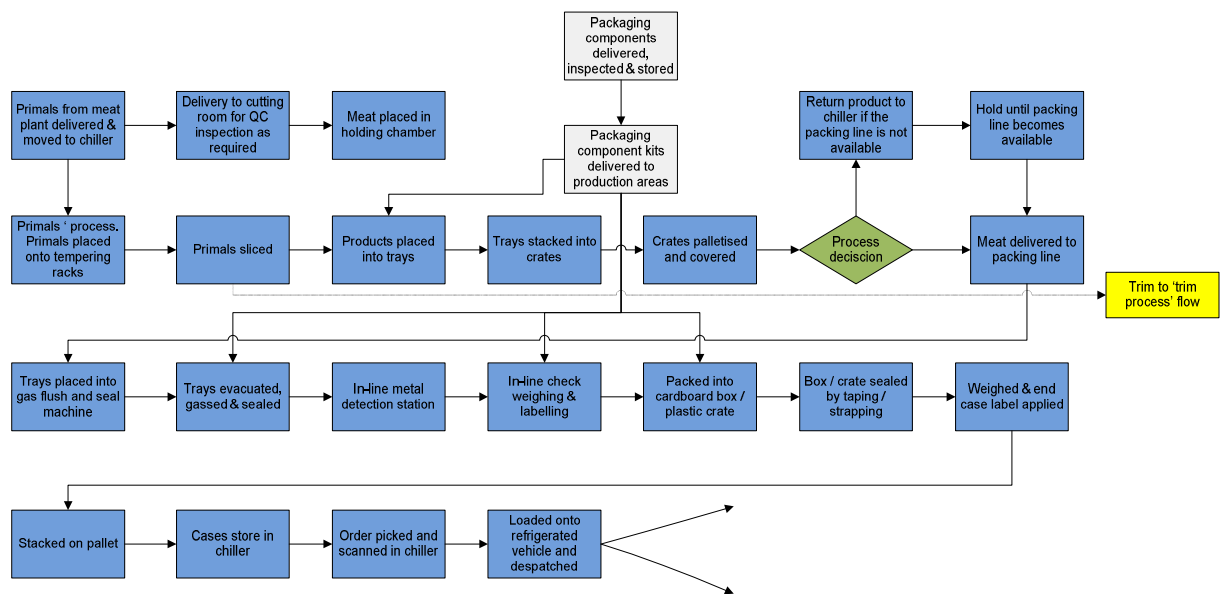 Packaging
components
delivered,
inspected & stored
Primals from meat
plant delivered &
moved to chiller
Delivery to cutting
room for QC
inspection as
required
Meat placed in
holding chamber
Packaging
component kits
delivered to
production areas
Return product to
chiller if the
packing line is not
available
Hold until packing
line becomes
available
Primals ‘ process.
Primals placed
onto tempering
racks
Primals sliced
Products placed
into trays
Trays stacked into
crates
Crates palletised
and covered
Process
deciscion
Meat delivered to
packing line
Trim to ‘trim
process’ flow
Trays placed into
gas flush and seal
machine
Trays evacuated,
gassed & sealed
In-line metal
detection station
In-line check
weighing &
labelling
Packed into
cardboard box /
plastic crate
Box / crate sealed
by taping /
strapping
Weighed & end
case label applied
Stacked on pallet
Cases store in
chiller
Order picked and
scanned in chiller
Loaded onto
refrigerated
vehicle and
despatched